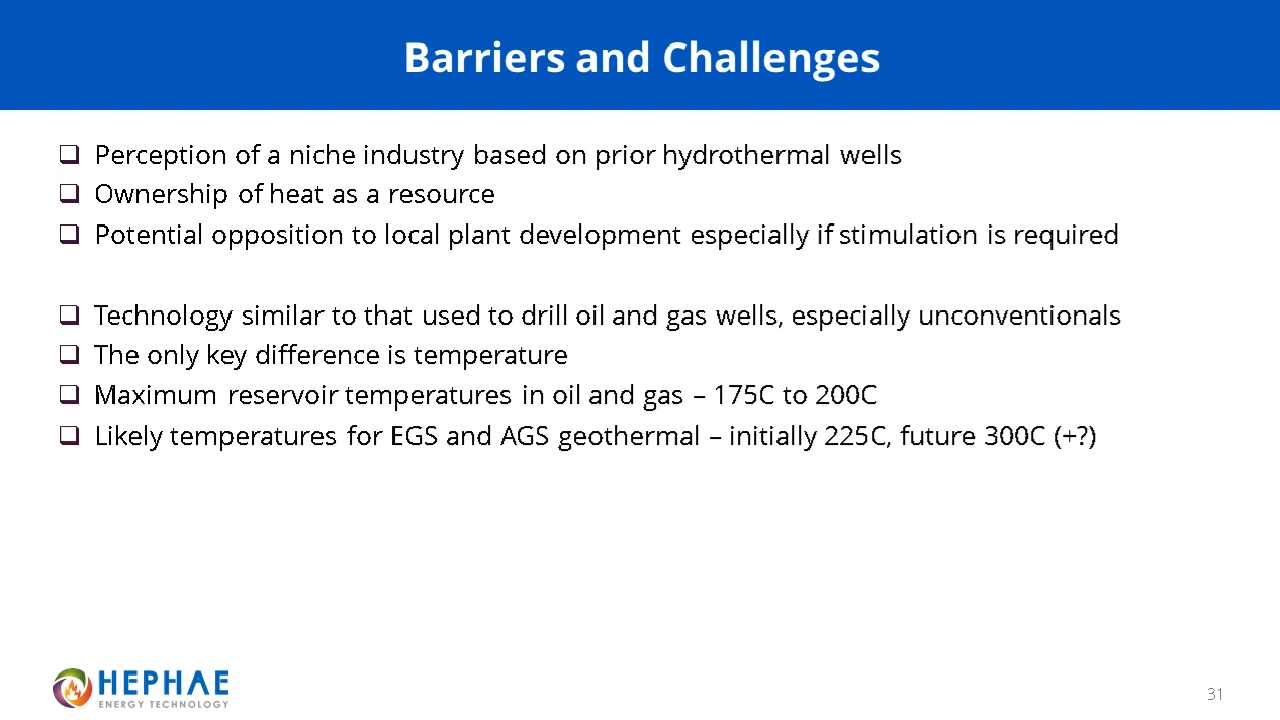 Barriers and Challenges
❑ Perception of a niche industry based on prior hydrothermal wells
❑ Ownership of heat as a resource
❑ Potential opposition to local plant development especially if stimulation is required
❑ Technology similar to that used to drill oil and gas wells, especially unconventionals
❑ The only key difference is temperature
❑ Maximum reservoir temperatures in oil and gas – 175C to 200C
❑ Likely temperatures for EGS and AGS geothermal – initially 225C, future 300C (+?)
HEPHAE
ENERGY TECHNOLOGY
31